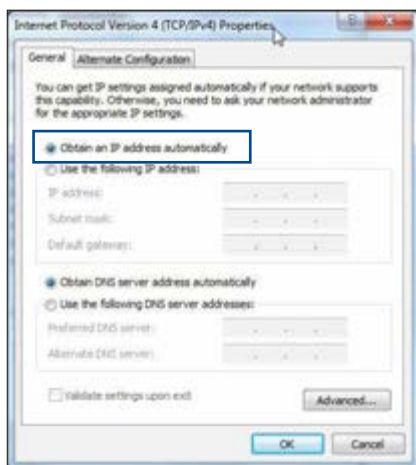 Internet Protocol Version 4 (TCP/IPv4) Properties
General
Alternate Configuration
You can get IP settings assigned automatically if your network supports
this capability. Otherwise, you need to ask your network administrator
for the appropriate IP settings.
Obtain an IP address automatically
Use the following IP address:
IP address:
Subnet mask:
Default gateway:
Obtain DNS server address automatically
Use the following DNS server addresses:
Preferred DNS server:
Alternate DNS server:
Validate settings upon exit
Advanced...
OK
Cancel